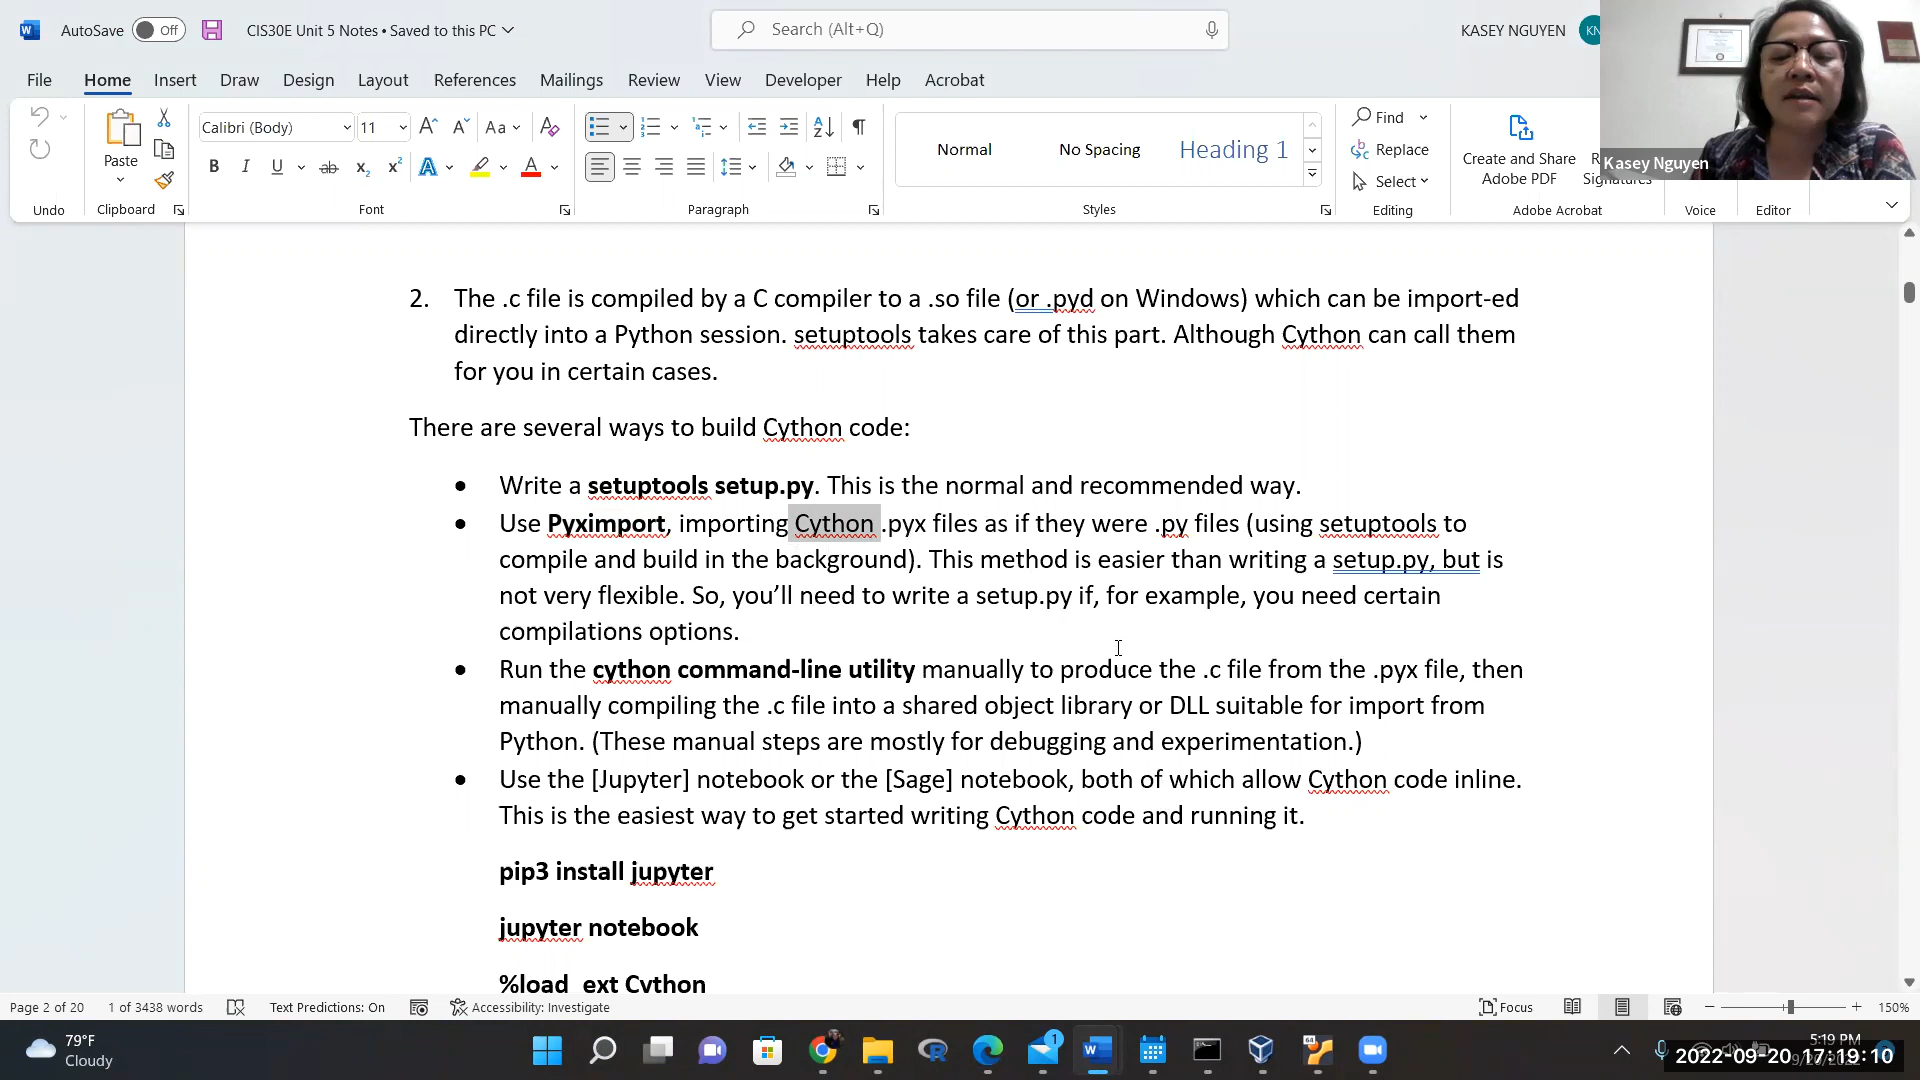 AutoSave Off CIS30E Unit 5 Notes • Saved to this PC Search (Alt+Q) KASEY NGUYEN KN
File Home Insert Draw Design Layout References Mailings Review View Developer Help Acrobat
Calibri (Body) 11 Aa Normal No Spacing Heading 1 Find
Paste Replace Create and Share
B I U ab x₂ x² A A Select Adobe PDF Signatures
Kasey Nguyen
Undo Clipboard Font Paragraph Styles Editing Adobe Acrobat Voice Editor
2. The .c file is compiled by a C compiler to a .so file (or .pyd on Windows) which can be import-ed
directly into a Python session. setuptools takes care of this part. Although Cython can call them
for you in certain cases.
There are several ways to build Cython code:
• Write a setuptools setup.py. This is the normal and recommended way.
• Use Pyximport, importing Cython .pyx files as if they were .py files (using setuptools to
compile and build in the background). This method is easier than writing a setup.py, but is
not very flexible. So, you’ll need to write a setup.py if, for example, you need certain
compilations options.
• Run the cython command-line utility manually to produce the .c file from the .pyx file, then
manually compiling the .c file into a shared object library or DLL suitable for import from
Python. (These manual steps are mostly for debugging and experimentation.)
• Use the [Jupyter] notebook or the [Sage] notebook, both of which allow Cython code inline.
This is the easiest way to get started writing Cython code and running it.
pip3 install jupyter
jupyter notebook
%load_ext Cython
Page 2 of 20 1 of 3438 words Text Predictions: On Accessibility: Investigate Focus 150%
79°F
Cloudy
5:19 PM
2022-09-20 17:19:10